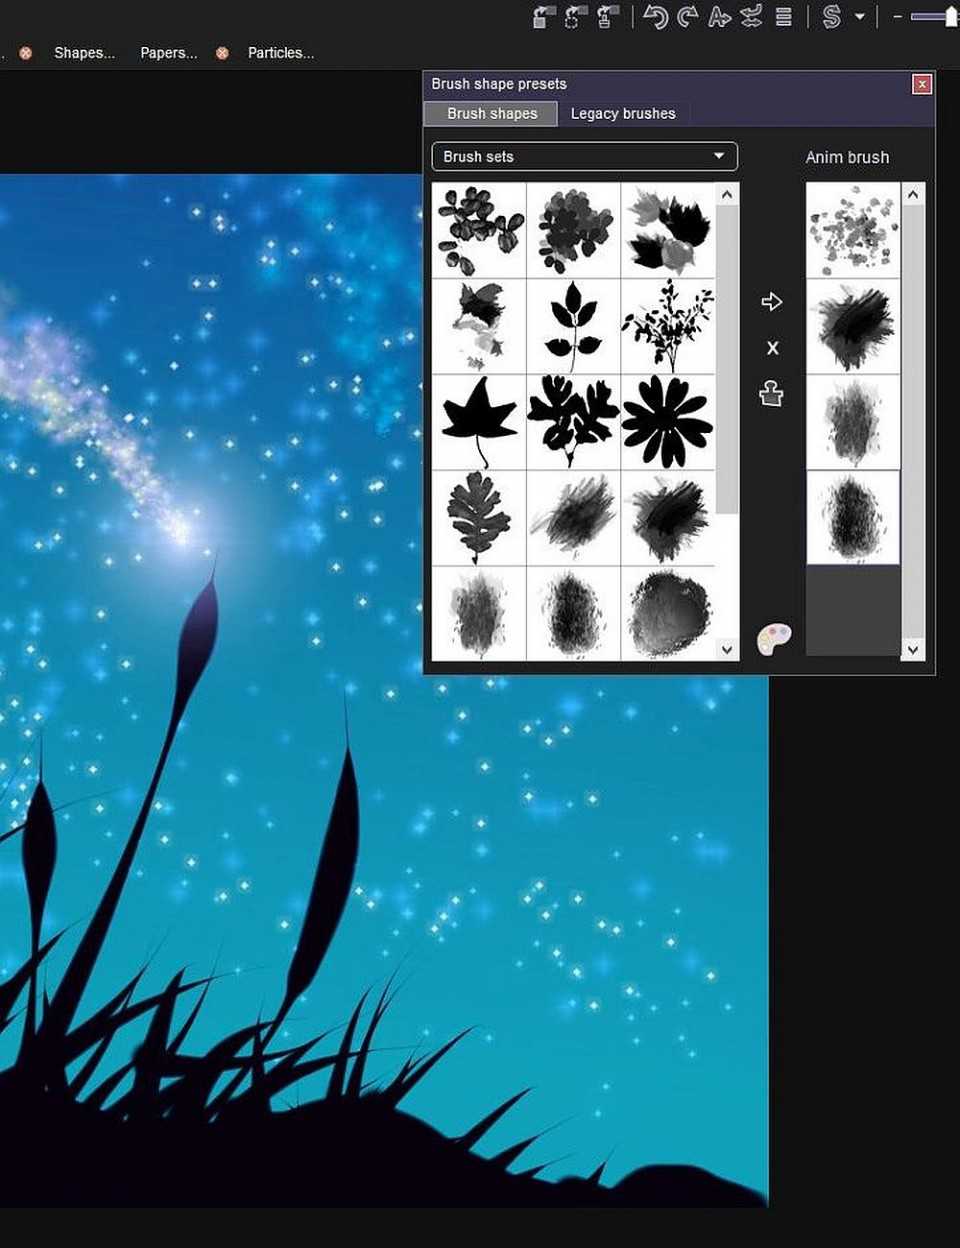 Shapes... Papers... Particles...
Brush shape presets
Brush shapes Legacy brushes
Brush sets
Anim brush